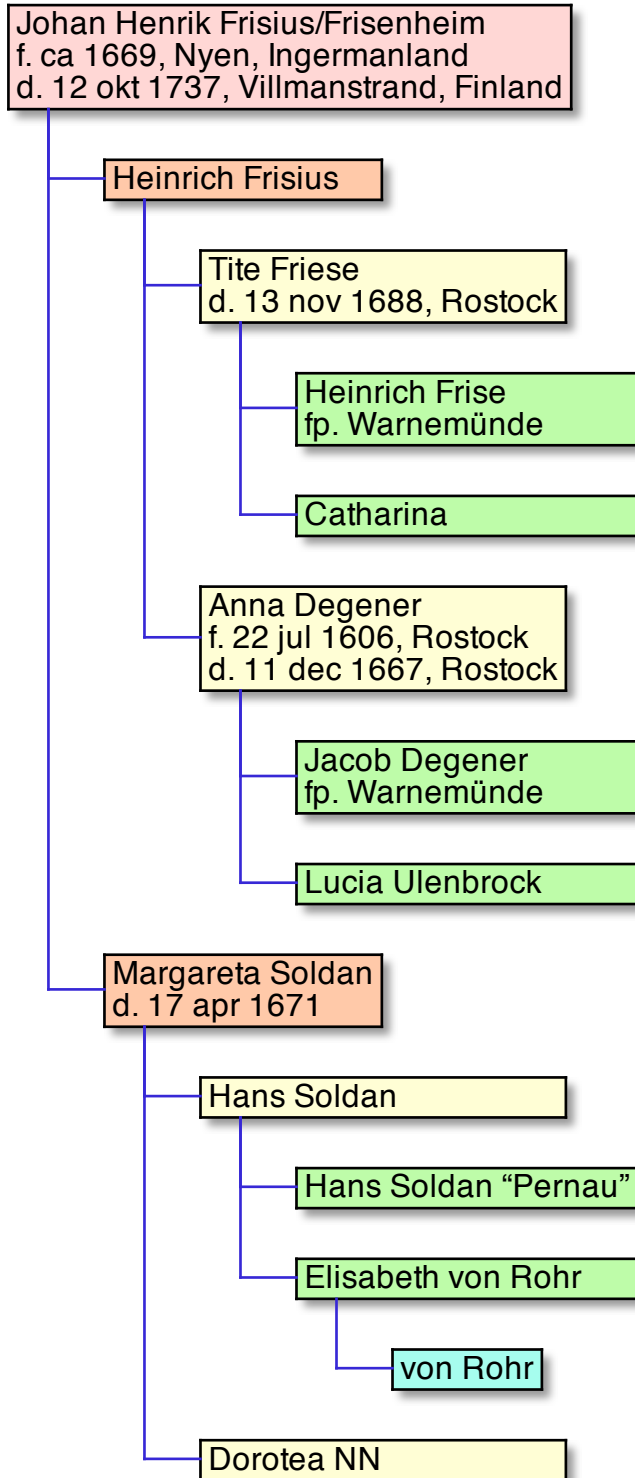 Johan Henrik Frisius/Frisenheim
f. ca 1669, Nyen, Ingermanland
d. 12 okt 1737, Villmanstrand, Finland
Heinrich Frisius
Tite Friese
d. 13 nov 1688, Rostock
Heinrich Frise
fp. Warnemünde
Catharina
Anna Degener
f. 22 jul 1606, Rostock
d. 11 dec 1667, Rostock
Jacob Degener
fp. Warnemünde
Lucia Ulenbrock
Margareta Soldan
d. 17 apr 1671
Hans Soldan
Hans Soldan “Pernau”
Elisabeth von Rohr
von Rohr
Dorotea NN